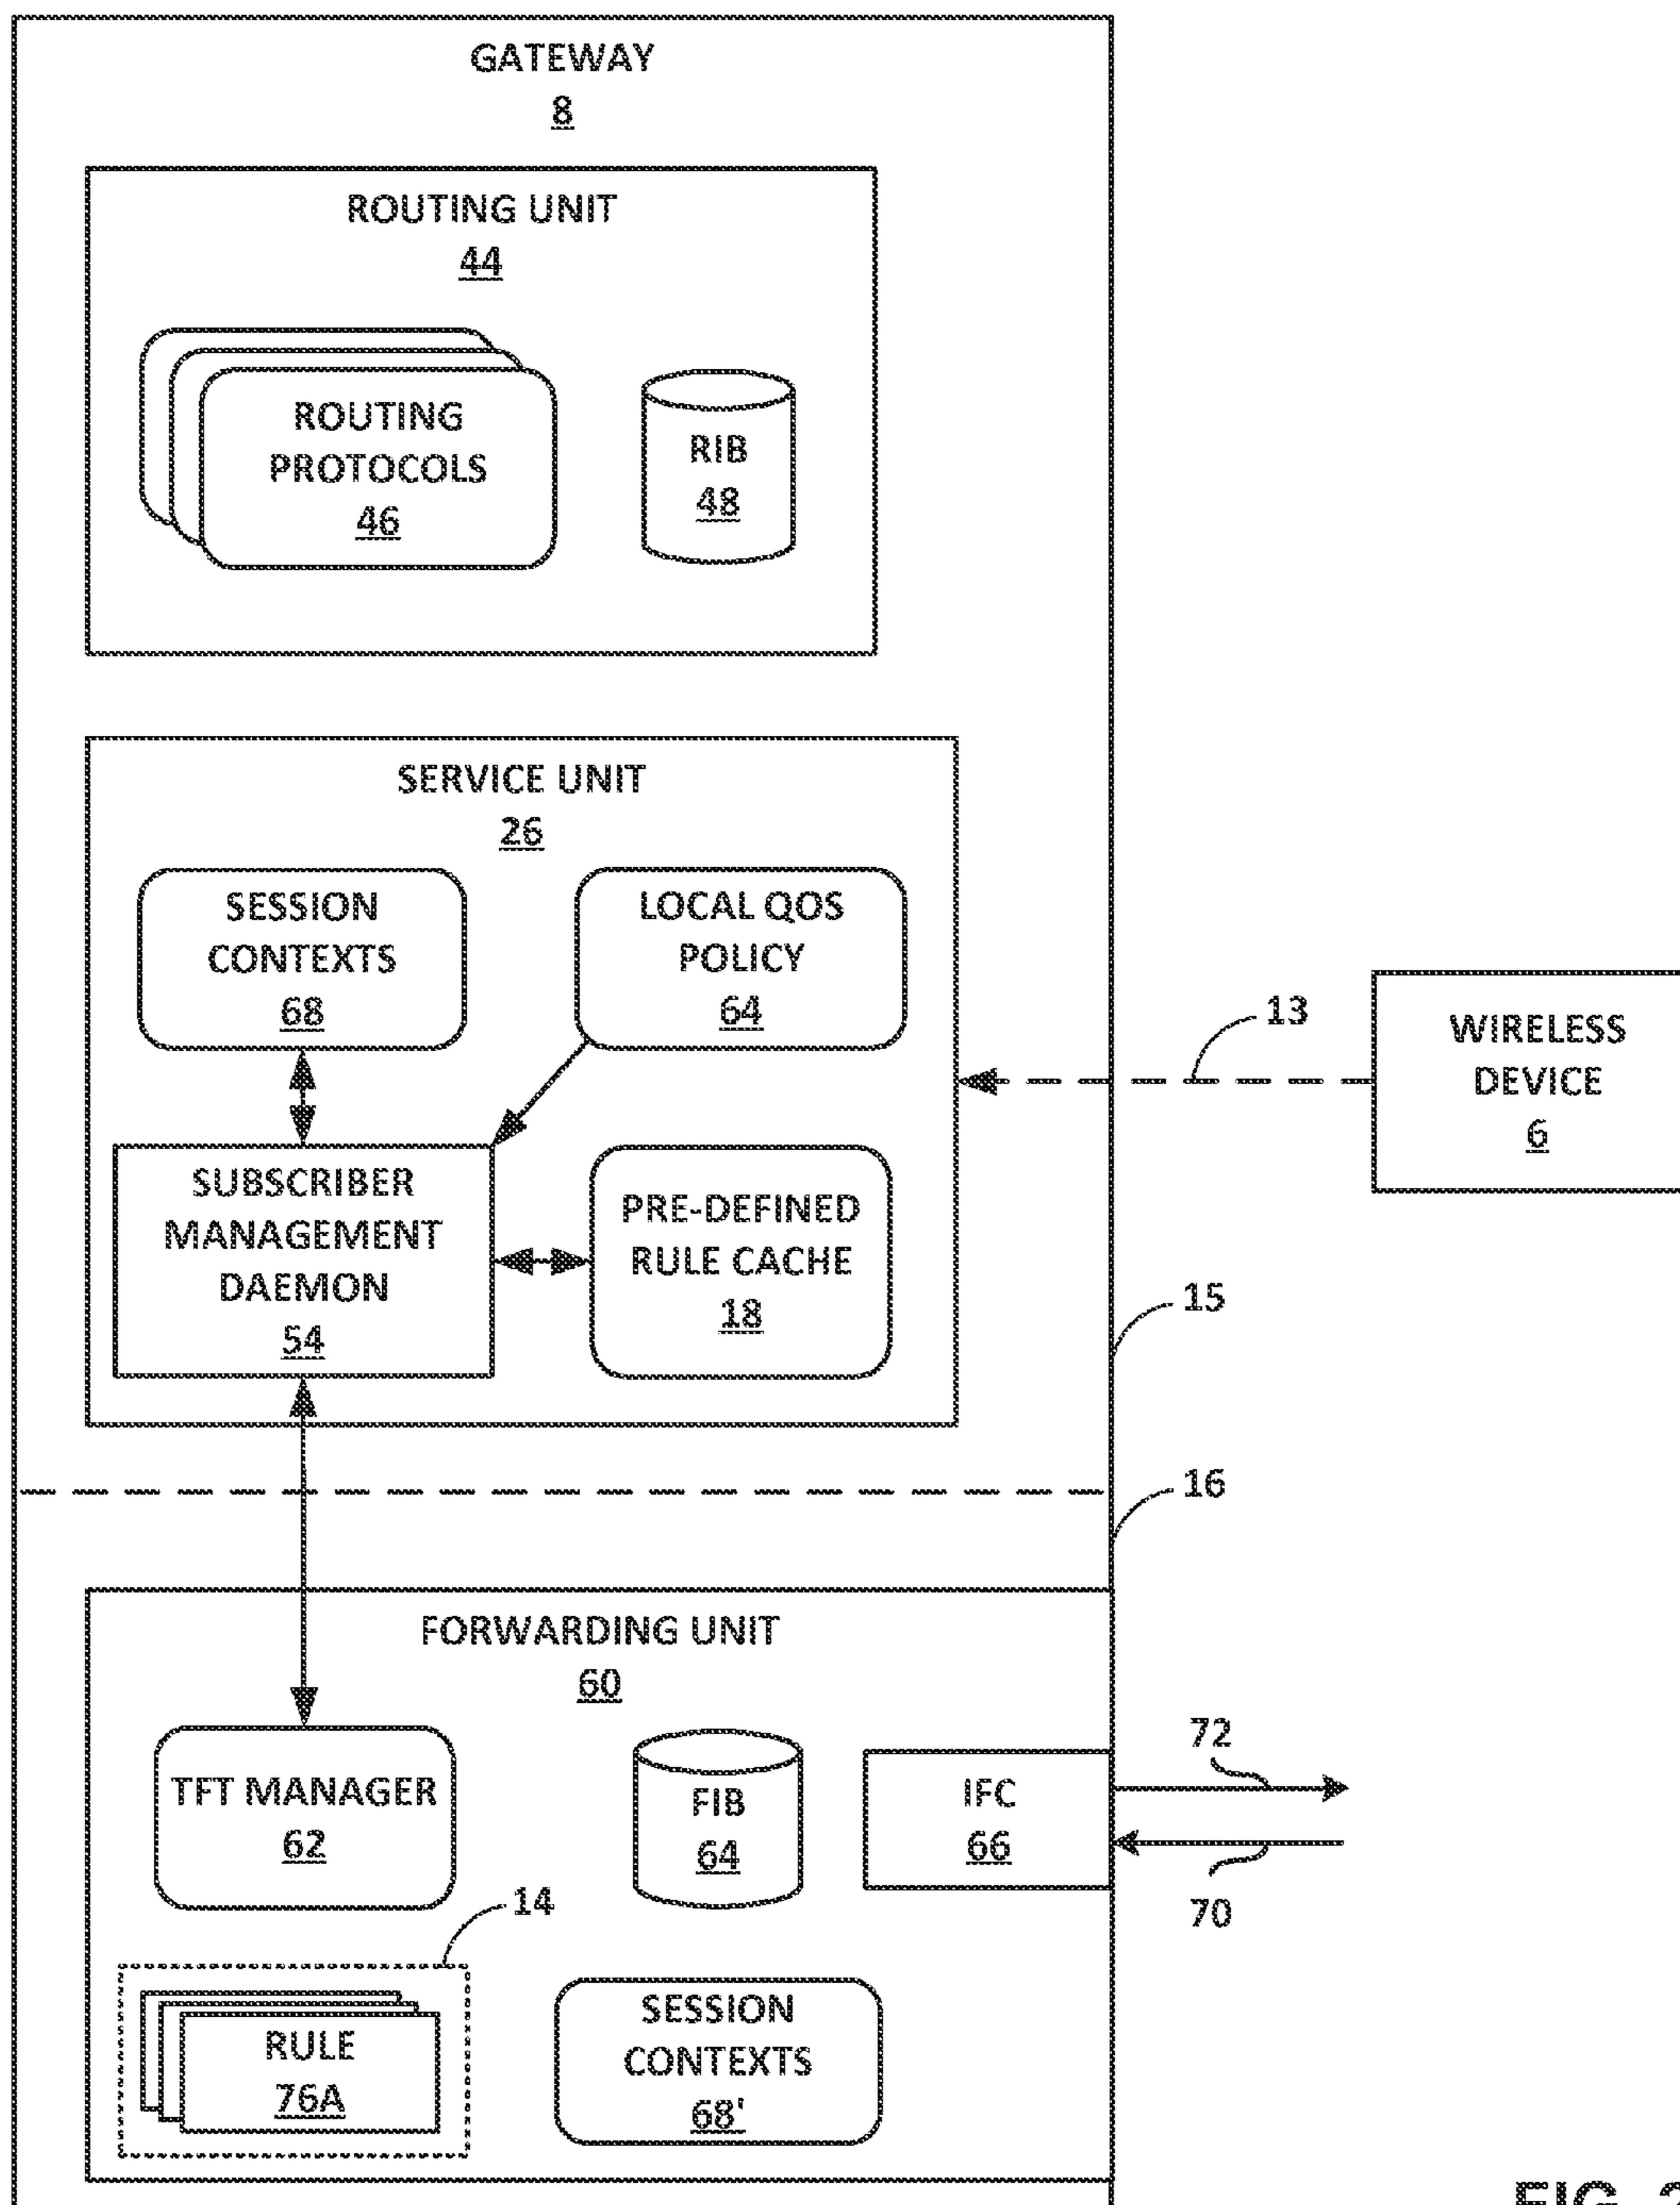 GATEWAY
8
ROUTING UNIT
44
ROUTING
PROTOCOLS
46
RIB
48
SERVICE UNIT
26
SESSION
CONTEXTS
68
LOCAL QOS
POLICY
64
13
WIRELESS
DEVICE
6
SUBSCRIBER
MANAGEMENT
DAEMON
54
PRE-DEFINED
RULE CACHE
18
15
16
FORWARDING UNIT
60
TFT MANAGER
62
FIB
64
IFC
66
72
70
14
RULE
76A
SESSION
CONTEXTS
68'
FIG.